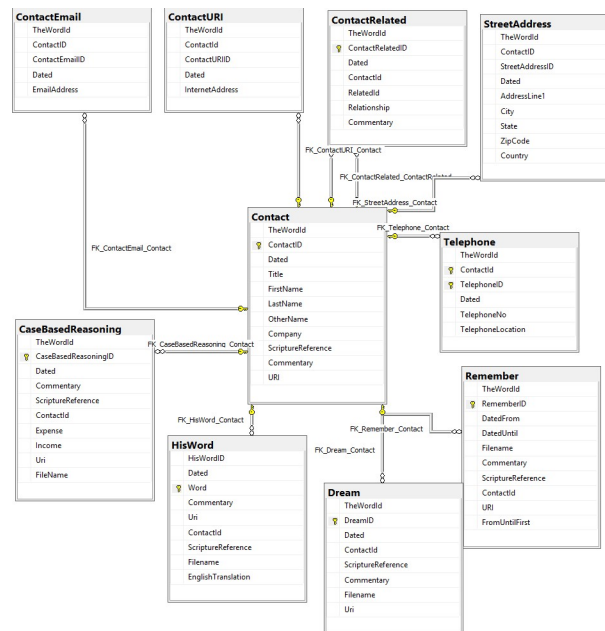 ContactEmail
TheWordId
ContactID
ContactEmailID
Dated
EmailAddress
ContactURI
TheWordId
ContactId
ContactURIID
Dated
InternetAddress
ContactRelated
TheWordId
ContactRelatedID
Dated
ContactId
RelatedId
Relationship
Commentary
StreetAddress
TheWordId
ContactID
StreetAddressID
Dated
AddressLine1
City
State
ZipCode
Country
FK_ContactURI_Contact
FK_ContactRelated_ContactRelated
FK_StreetAddress_Contact
FK_Telephone_Contact
FK_ContactEmail_Contact
Contact
TheWordId
ContactID
Dated
Title
FirstName
LastName
OtherName
Company
ScriptureReference
Commentary
URI
Telephone
TheWordId
ContactId
TelephoneID
Dated
TelephoneNo
TelephoneLocation
CaseBasedReasoning
TheWordId
CaseBasedReasoningID
Dated
Commentary
ScriptureReference
ContactId
Expense
Income
Uri
FileName
FK_CaseBasedReasoning_Contact
Remember
TheWordId
RememberID
DatedFrom
DatedUntil
Filename
Commentary
ScriptureReference
ContactId
URI
FromUntilFirst
FK_HisWord_Contact
FK_Remember_Contact
FK_Dream_Contact
HisWord
HisWordID
Dated
Word
Commentary
Uri
ContactId
ScriptureReference
Filename
EnglishTranslation
Dream
TheWordId
DreamID
Dated
ContactId
ScriptureReference
Commentary
Filename
Uri